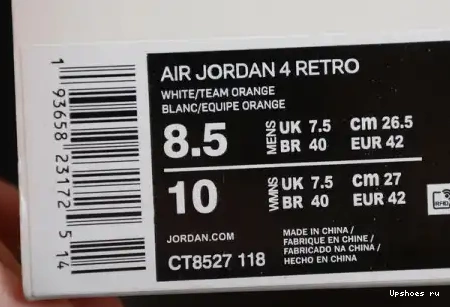 AIR JORDAN 4 RETRO
WHITE/TEAM ORANGE
BLANC/EQUIPE ORANGE
8.5 MENS UK 7.5 cm 26.5
BR 40 EUR 42
10 WMNS UK 7.5 cm 27
BR 40 EUR 42
JORDAN.COM
MADE IN CHINA /
FABRIQUE EN CHINE /
FABRICADO NA CHINA /
HECHO EN CHINA
CT8527 118
RFID
1 93658 23172 5 14
Upshoes ru